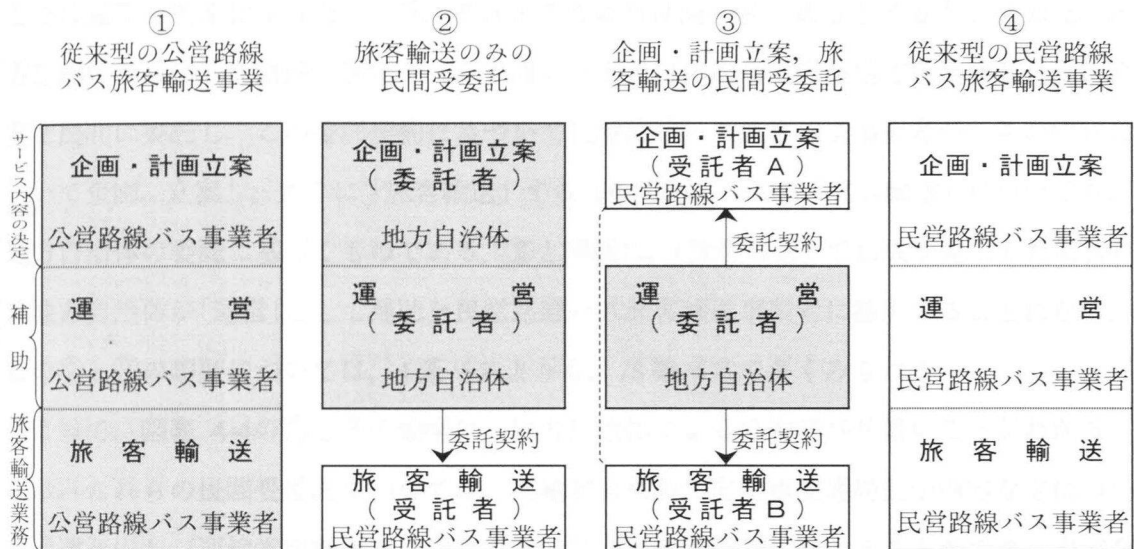 ①
従来型の公営路線
バス旅客輸送事業
②
旅客輸送のみの
民間受委託
③
企画・計画立案，旅
客輸送の民間受委託
④
従来型の民営路線
バス旅客輸送事業
サービス内容の決定
補助
旅客輸送業務
企画・計画立案
公営路線バス事業者
運営
公営路線バス事業者
旅客輸送
公営路線バス事業者
企画・計画立案
（委託者）
地方自治体
運営
（委託者）
地方自治体
委託契約
旅客輸送
（受託者）
民営路線バス事業者
企画・計画立案
（受託者A）
民営路線バス事業者
委託契約
運営
（委託者）
地方自治体
委託契約
旅客輸送
（受託者B）
民営路線バス事業者
企画・計画立案
民営路線バス事業者
運営
民営路線バス事業者
旅客輸送
民営路線バス事業者